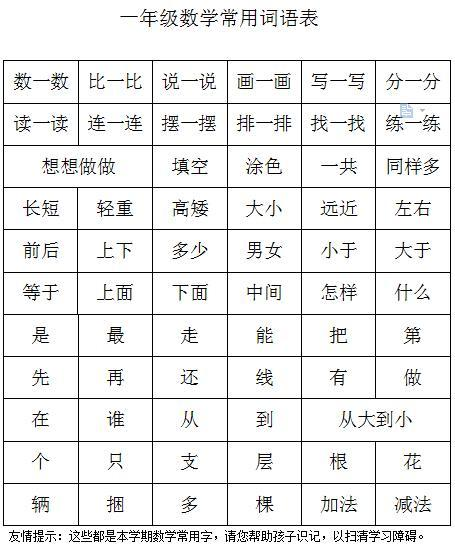 一年级数学常用词语表
数一数 比一比 说一说 画一画 写一写 分一分
读一读 连一连 摆一摆 排一排 找一找 练一练
想想做做 填空 涂色 一共 同样多
长短 轻重 高矮 大小 远近 左右
前后 上下 多少 男女 小于 大于
等于 上面 下面 中间 怎样 什么
是 最 走 能 把 第
先 再 还 线 有 做
在 谁 从 到 从大到小
个 只 支 层 根 花
辆 捆 多 棵 加法 减法
友情提示：这些都是本学期数学常用字，请您帮助孩子识记，以扫清学习障碍。